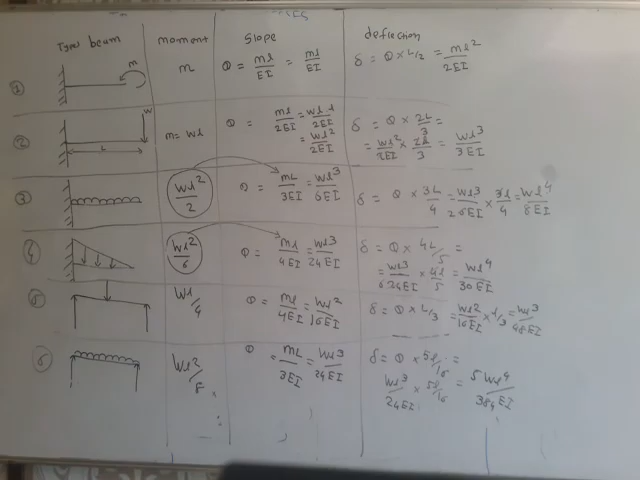 Types beam moment slope deflection
① m m θ = ml/EI = ml/EI δ = θ × L/2 = ml²/2EI
② W L m = wl θ = ml/2EI = wl·l/2EI = wl²/2EI δ = θ × 2L/3 = wl²/2EI × 2l/3 = wl³/3EI
③ wl²/2 θ = mL/3EI = wl³/6EI δ = θ × 3L/4 = wl³/26EI × 3l/4 = wl⁴/8EI
④ wl²/6 θ = ml/4EI = wl³/24EI δ = θ × 4L/5 = wl³/624EI × 4l/5 = wl⁴/30EI
⑤ wl/4 θ = ml/4EI = wl²/16EI δ = θ × L/3 = wl²/16EI × l/3 = wl³/48EI
⑥ wl²/F θ = mL/3EI = wl³/24EI δ = θ × 5l/16 = wl³/24EI × 5l/16 = 5wl⁴/384EI